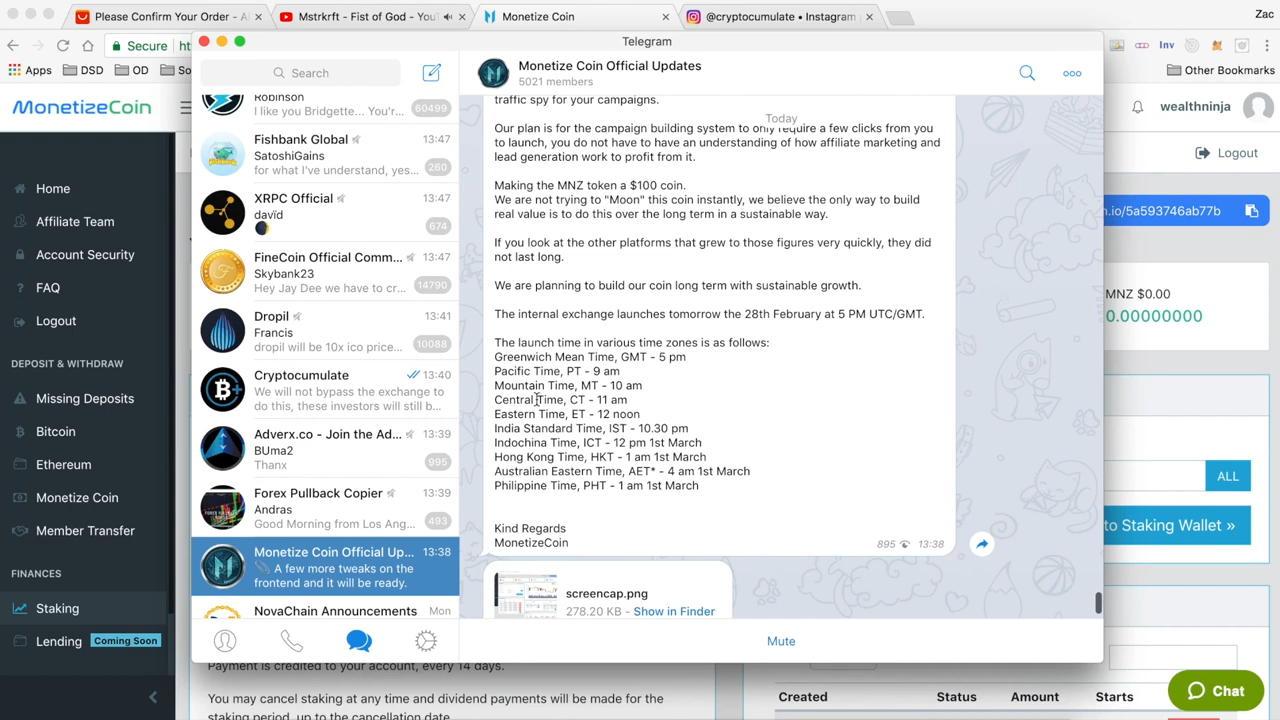 Please Confirm Your Order - A
Mstrkrft - Fist of God - YouT
Monetize Coin
@cryptocumulate • Instagram
Zac
Secure
Apps
DSD
OD
So
Inv
Other Bookmarks
Telegram
MonetizeCoin
wealthninja
Logout
n.io/5a593746ab77b
MNZ $0.00
0.00000000
ALL
to Staking Wallet »
Home
Affiliate Team
Account Security
FAQ
Logout
DEPOSIT & WITHDRAW
Missing Deposits
Bitcoin
Ethereum
Monetize Coin
Member Transfer
FINANCES
Staking
Lending Coming Soon
Search
Robinson
I like you Bridgette... You'r...
60499
Fishbank Global 13:47
SatoshiGains
for what I've understand, yes...
260
XRPC Official 13:47
davïd
674
FineCoin Official Comm... 13:47
Skybank23
Hey Jay Dee we have to cr...
14790
Dropil 13:41
Francis
dropil will be 10x ico price...
10088
Cryptocumulate 13:40
We will not bypass the exchange to
do this, these investors will still b...
Adverx.co - Join the Ad... 13:39
BUma2
Thanx
995
Forex Pullback Copier 13:39
Andras
Good Morning from Los Ang...
493
Monetize Coin Official Up... 13:38
A few more tweaks on the
frontend and it will be ready.
NovaChain Announcements Mon
Monetize Coin Official Updates
5021 members
traffic spy for your campaigns.
Today
Our plan is for the campaign building system to only require a few clicks from you
to launch, you do not have to have an understanding of how affiliate marketing and
lead generation work to profit from it.
Making the MNZ token a $100 coin.
We are not trying to "Moon" this coin instantly, we believe the only way to build
real value is to do this over the long term in a sustainable way.
If you look at the other platforms that grew to those figures very quickly, they did
not last long.
We are planning to build our coin long term with sustainable growth.
The internal exchange launches tomorrow the 28th February at 5 PM UTC/GMT.
The launch time in various time zones is as follows:
Greenwich Mean Time, GMT - 5 pm
Pacific Time, PT - 9 am
Mountain Time, MT - 10 am
Central Time, CT - 11 am
Eastern Time, ET - 12 noon
India Standard Time, IST - 10.30 pm
Indochina Time, ICT - 12 pm 1st March
Hong Kong Time, HKT - 1 am 1st March
Australian Eastern Time, AET* - 4 am 1st March
Philippine Time, PHT - 1 am 1st March
Kind Regards
MonetizeCoin
895 13:38
screencap.png
278.20 KB - Show in Finder
Mute
Payment is credited to your account, every 14 days.
You may cancel staking at any time and dividend payments will be made for the
staking period, up to the cancellation date.
Created Status Amount Starts
Chat